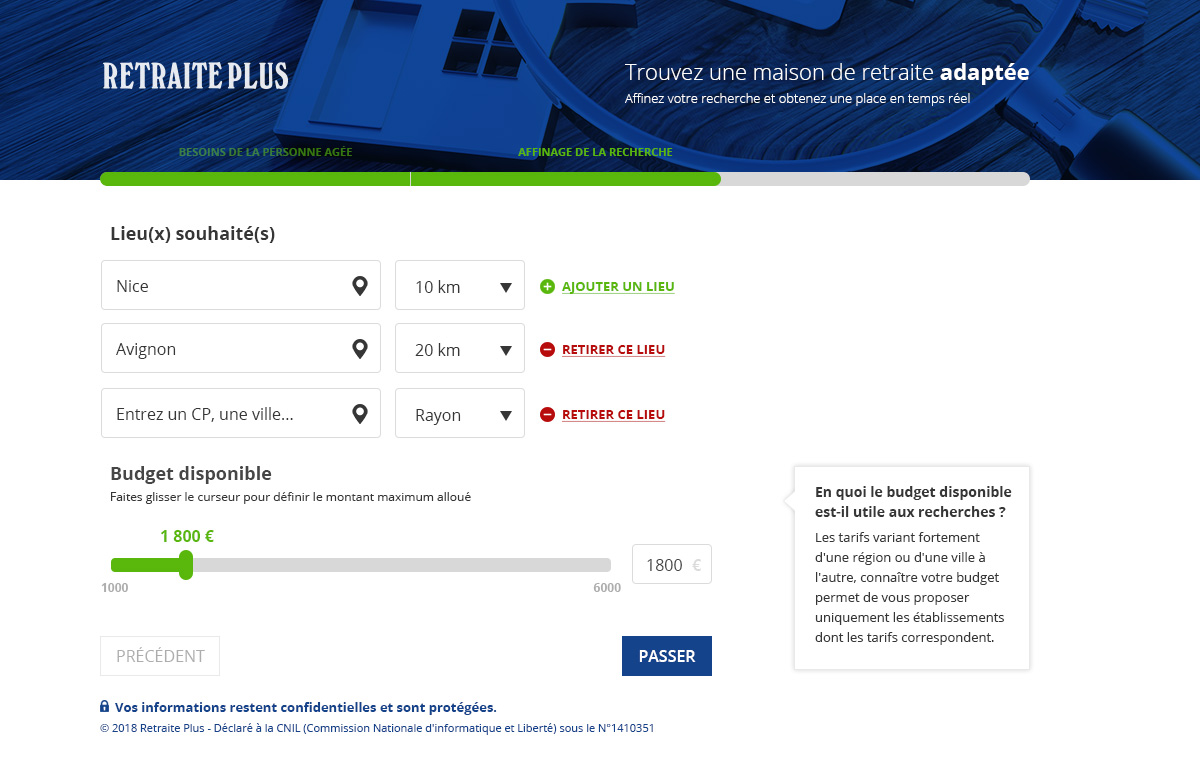 RETRAITE PLUS
Trouvez une maison de retraite adaptée
Affinez votre recherche et obtenez une place en temps réel
BESOINS DE LA PERSONNE AGÉE
AFFINAGE DE LA RECHERCHE
Lieu(x) souhaité(s)
Nice
10 km
AJOUTER UN LIEU
Avignon
20 km
RETIRER CE LIEU
Entrez un CP, une ville...
Rayon
RETIRER CE LIEU
Budget disponible
Faites glisser le curseur pour définir le montant maximum alloué
1 800 €
1800 €
1000
6000
En quoi le budget disponible
est-il utile aux recherches ?
Les tarifs variant fortement
d'une région ou d'une ville à
l'autre, connaître votre budget
permet de vous proposer
uniquement les établissements
dont les tarifs correspondent.
PRÉCÉDENT
PASSER
Vos informations restent confidentielles et sont protégées.
© 2018 Retraite Plus - Déclaré à la CNIL (Commission Nationale d'informatique et Liberté) sous le N°1410351